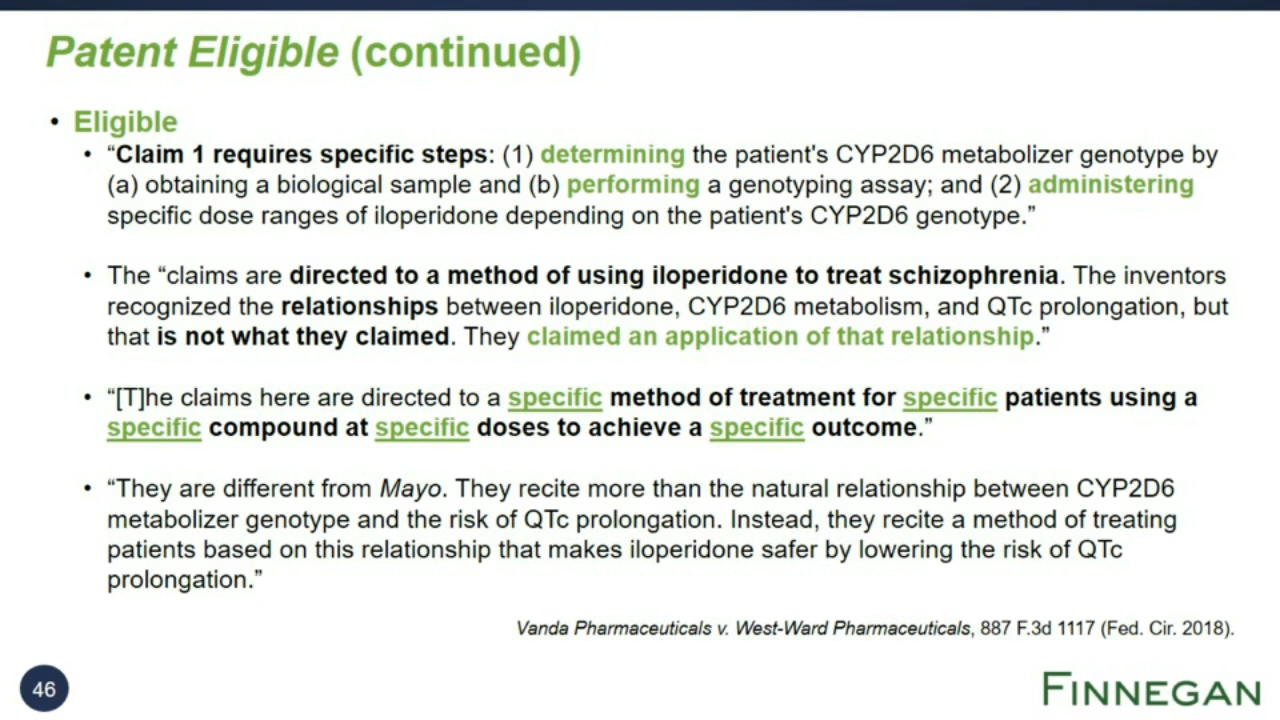 Patent Eligible (continued)
• Eligible
• “Claim 1 requires specific steps: (1) determining the patient's CYP2D6 metabolizer genotype by
(a) obtaining a biological sample and (b) performing a genotyping assay; and (2) administering
specific dose ranges of iloperidone depending on the patient's CYP2D6 genotype.”
• The “claims are directed to a method of using iloperidone to treat schizophrenia. The inventors
recognized the relationships between iloperidone, CYP2D6 metabolism, and QTc prolongation, but
that is not what they claimed. They claimed an application of that relationship.”
• “[T]he claims here are directed to a specific method of treatment for specific patients using a
specific compound at specific doses to achieve a specific outcome.”
• “They are different from Mayo. They recite more than the natural relationship between CYP2D6
metabolizer genotype and the risk of QTc prolongation. Instead, they recite a method of treating
patients based on this relationship that makes iloperidone safer by lowering the risk of QTc
prolongation.”
Vanda Pharmaceuticals v. West-Ward Pharmaceuticals, 887 F.3d 1117 (Fed. Cir. 2018).
46
FINNEGAN